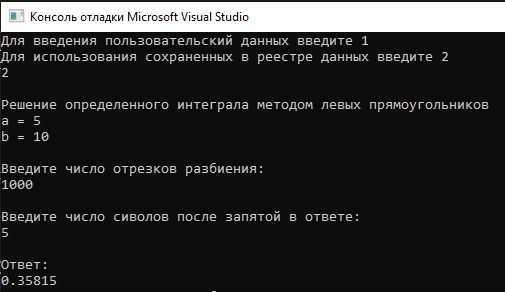 Консоль отладки Microsoft Visual Studio
Для введения пользовательский данных введите 1
Для использования сохраненных в реестре данных введите 2
2
Решение определенного интеграла методом левых прямоугольников
a = 5
b = 10
Введите число отрезков разбиения:
1000
Введите число сиволов после запятой в ответе:
5
Ответ:
0.35815